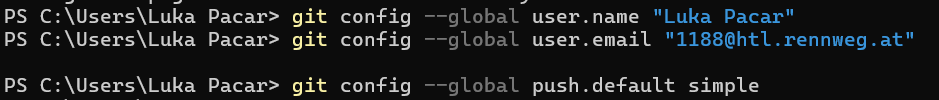 PS C:\Users\Luka Pacar> git config --global user.name "Luka Pacar"
PS C:\Users\Luka Pacar> git config --global user.email "1188@htl.rennweg.at"
PS C:\Users\Luka Pacar> git config --global push.default simple